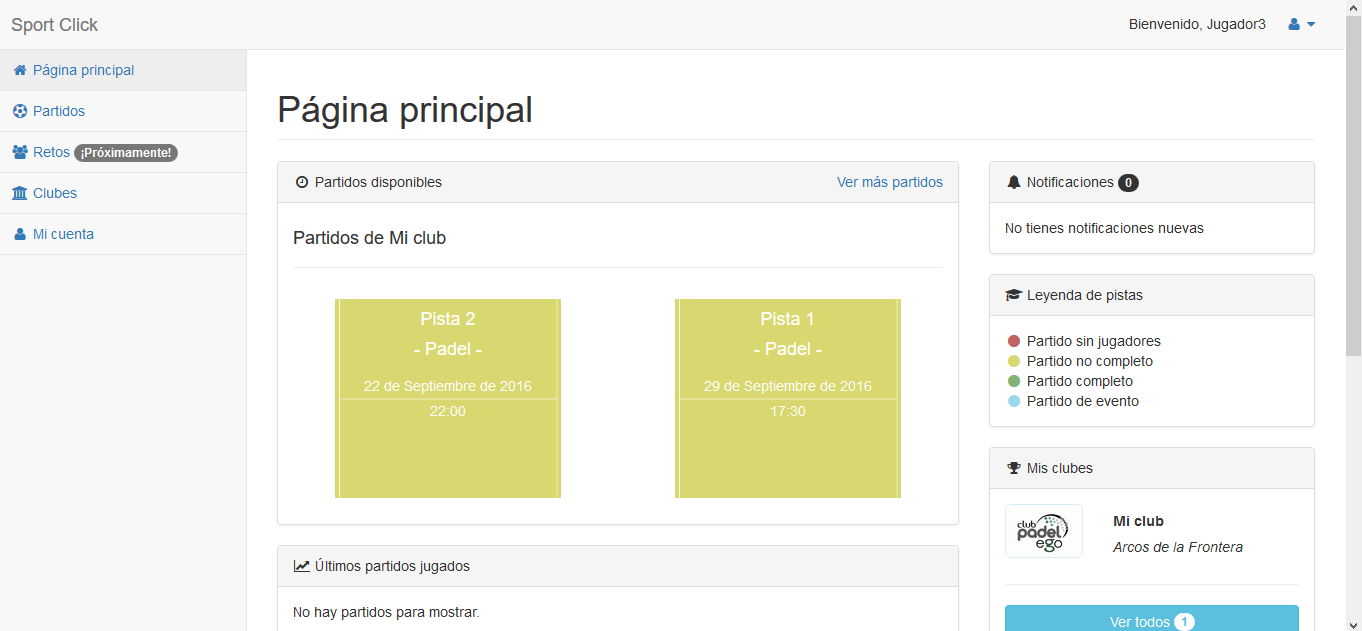 Sport Click
Bienvenido, Jugador3
Página principal
Partidos
Retos ¡Próximamente!
Clubes
Mi cuenta
Página principal
Partidos disponibles
Ver más partidos
Partidos de Mi club
Pista 2
- Padel -
22 de Septiembre de 2016
22:00
Pista 1
- Padel -
29 de Septiembre de 2016
17:30
Últimos partidos jugados
No hay partidos para mostrar.
Notificaciones 0
No tienes notificaciones nuevas
Leyenda de pistas
Partido sin jugadores
Partido no completo
Partido completo
Partido de evento
Mis clubes
club
padel
ego
Mi club
Arcos de la Frontera
Ver todos 1